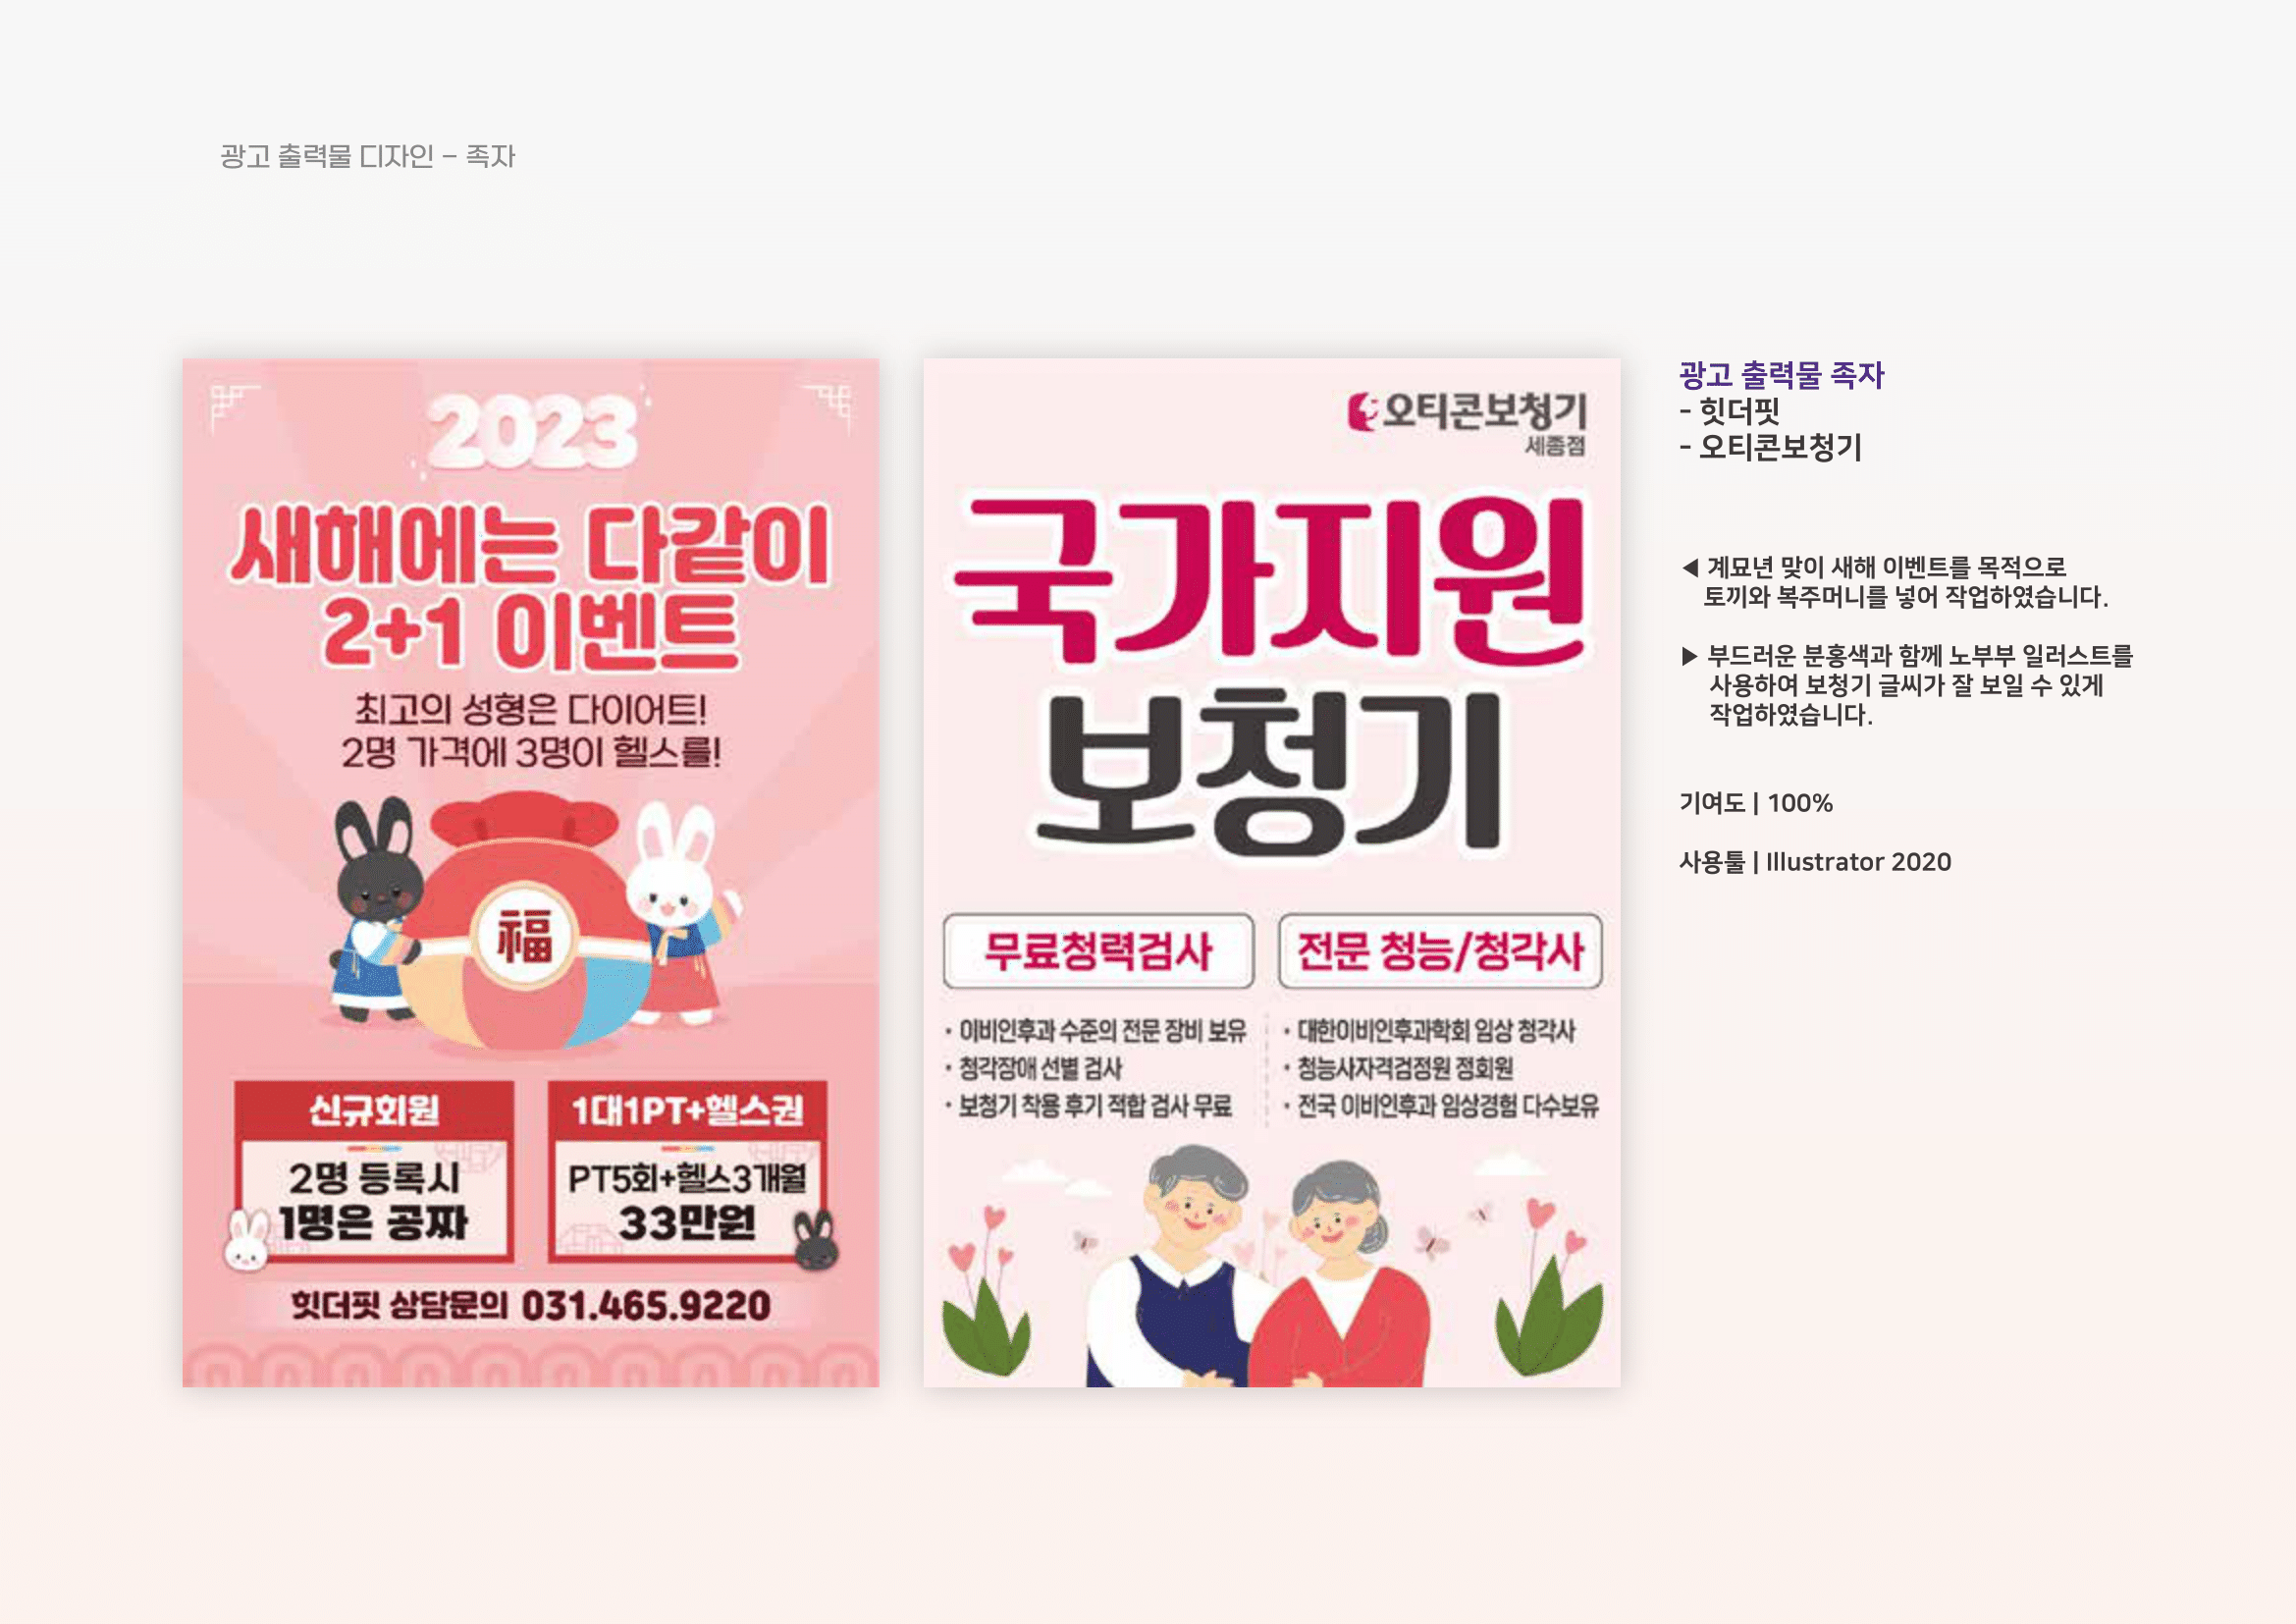 광고 출력물 디자인 – 족자
2023
새해에는 다같이
2+1 이벤트
최고의 성형은 다이어트!
2명 가격에 3명이 헬스를!
福
신규회원
2명 등록시
1명은 공짜
1대1PT+헬스권
PT5회+헬스3개월
33만원
힛더핏 상담문의 031.465.9220
오티콘보청기
세종점
국가지원
보청기
무료청력검사
· 이비인후과 수준의 전문 장비 보유
· 청각장애 선별 검사
· 보청기 착용 후기 적합 검사 무료
전문 청능/청각사
· 대한이비인후과학회 임상 청각사
· 청능사자격검정원 정회원
· 전국 이비인후과 임상경험 다수보유
광고 출력물 족자
- 힛더핏
- 오티콘보청기
◀ 계묘년 맞이 새해 이벤트를 목적으로
토끼와 복주머니를 넣어 작업하였습니다.
▶ 부드러운 분홍색과 함께 노부부 일러스트를
사용하여 보청기 글씨가 잘 보일 수 있게
작업하였습니다.
기여도 | 100%
사용툴 | Illustrator 2020